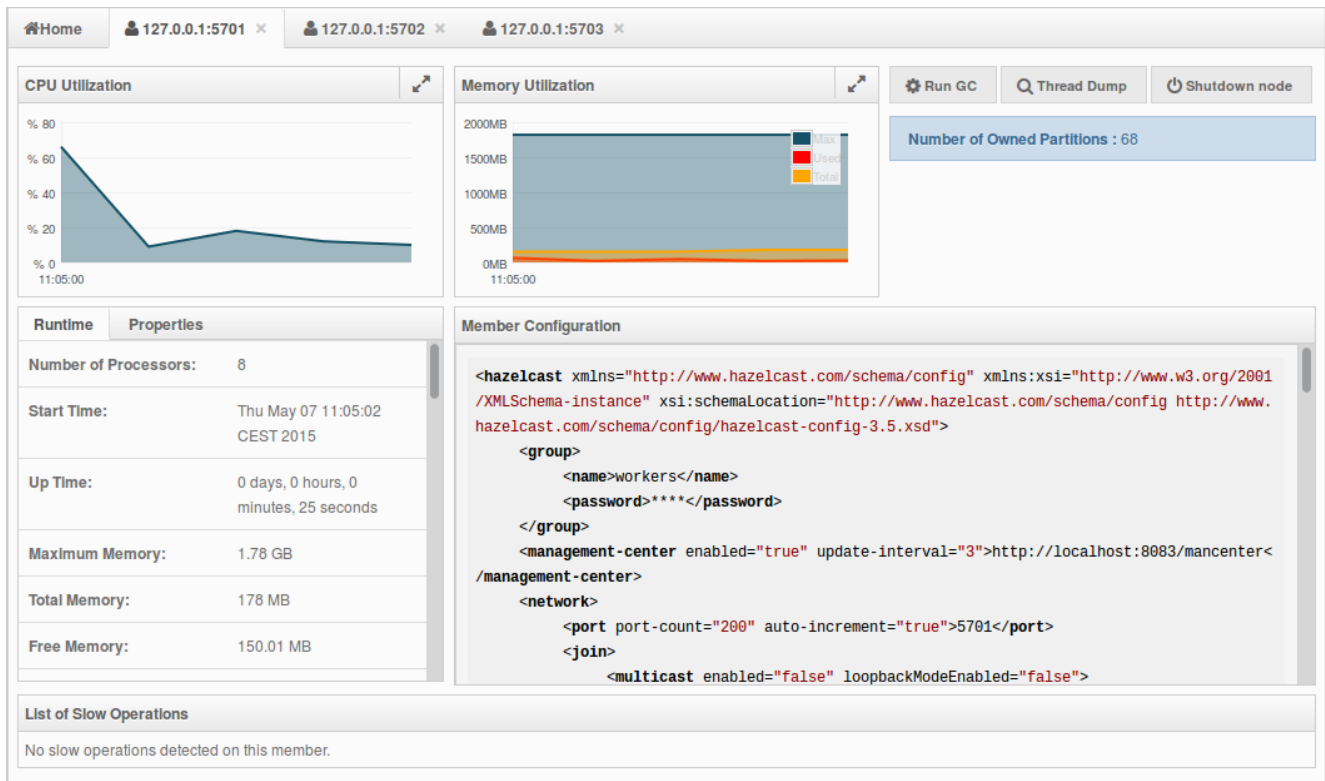 Home 127.0.0.1:5701 × 127.0.0.1:5702 × 127.0.0.1:5703 ×
CPU Utilization
% 80
% 60
% 40
% 20
% 0
11:05:00
Memory Utilization
2000MB
1500MB
1000MB
500MB
0MB
11:05:00
Max
Used
Total
Run GC Thread Dump Shutdown node
Number of Owned Partitions : 68
Runtime Properties
Number of Processors: 8
Start Time: Thu May 07 11:05:02
CEST 2015
Up Time: 0 days, 0 hours, 0
minutes, 25 seconds
Maximum Memory: 1.78 GB
Total Memory: 178 MB
Free Memory: 150.01 MB
Member Configuration
<hazelcast xmlns="http://www.hazelcast.com/schema/config" xmlns:xsi="http://www.w3.org/2001
/XMLSchema-instance" xsi:schemaLocation="http://www.hazelcast.com/schema/config http://www.
hazelcast.com/schema/config/hazelcast-config-3.5.xsd">
<group>
<name>workers</name>
<password>****</password>
</group>
<management-center enabled="true" update-interval="3">http://localhost:8083/mancenter<
/management-center>
<network>
<port port-count="200" auto-increment="true">5701</port>
<join>
<multicast enabled="false" loopbackModeEnabled="false">
List of Slow Operations
No slow operations detected on this member.